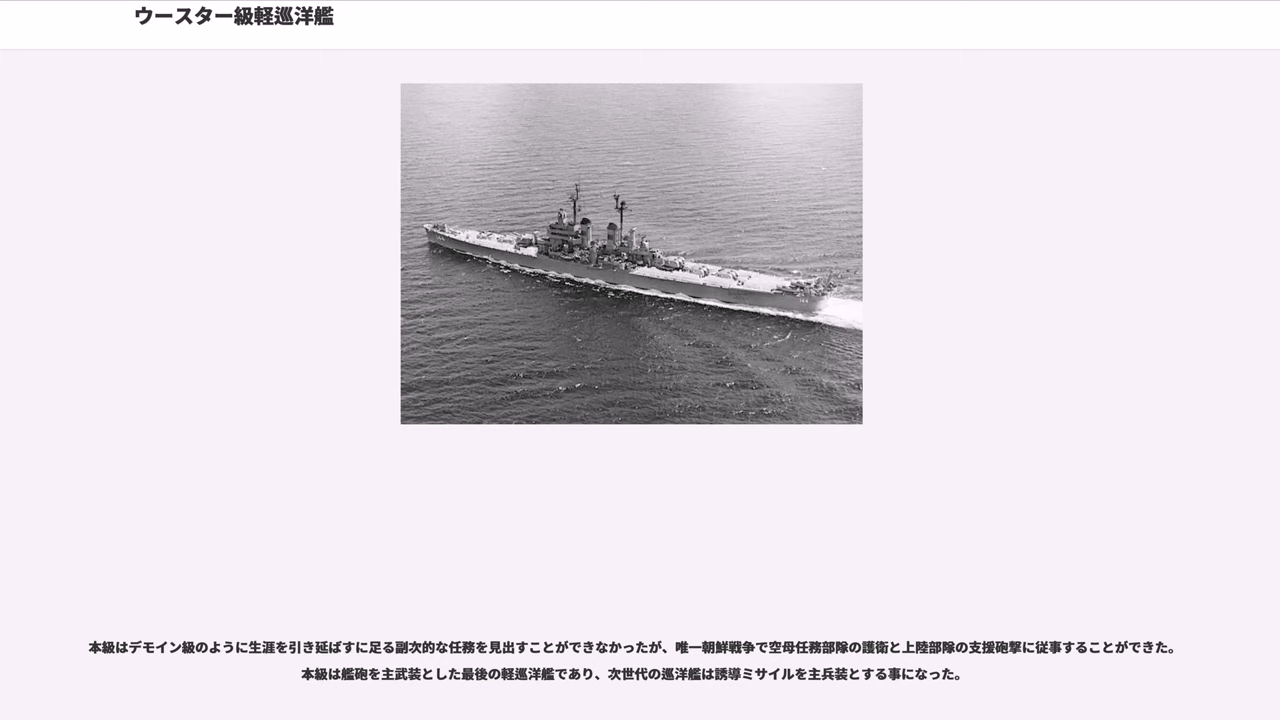 ウースター級軽巡洋艦
144
本級はデモイン級のように生涯を引き延ばすに足る副次的な任務を見出すことができなかったが、唯一朝鮮戦争で空母任務部隊の護衛と上陸部隊の支援砲撃に従事することができた。
本級は艦砲を主武装とした最後の軽巡洋艦であり、次世代の巡洋艦は誘導ミサイルを主兵装とする事になった。